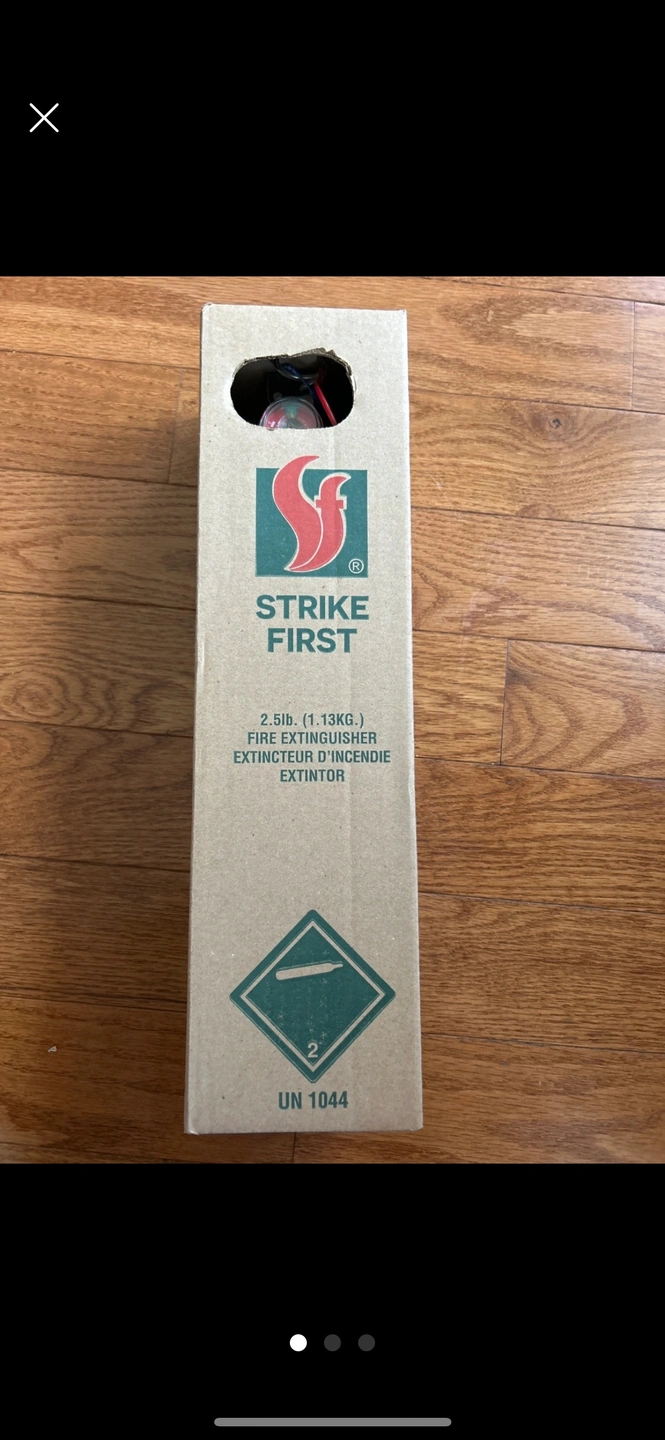 Sf
®
STRIKE
FIRST
2.5lb. (1.13KG.)
FIRE EXTINGUISHER
EXTINCTEUR D'INCENDIE
EXTINTOR
2
UN 1044